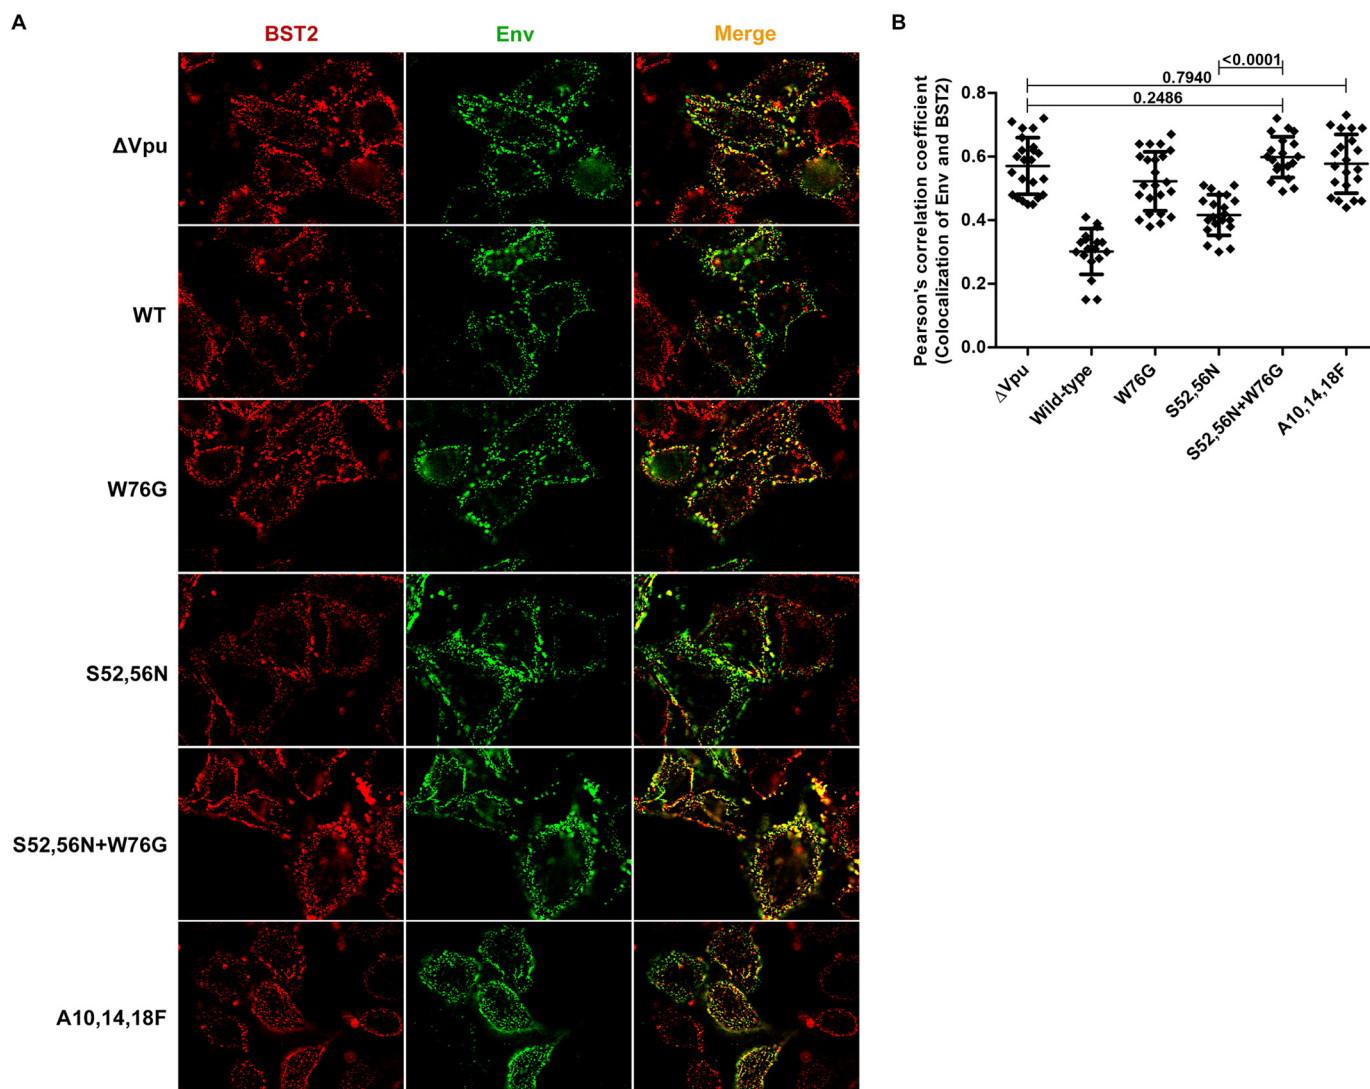 A
BST2 Env Merge
ΔVpu
WT
W76G
S52,56N
S52,56N+W76G
A10,14,18F
B
<0.0001
0.7940
0.2486
Pearson's correlation coefficient
(Colocalization of Env and BST2)
0.8
0.6
0.4
0.2
0.0
ΔVpu
Wild-type
W76G
S52,56N
S52,56N+W76G
A10,14,18F